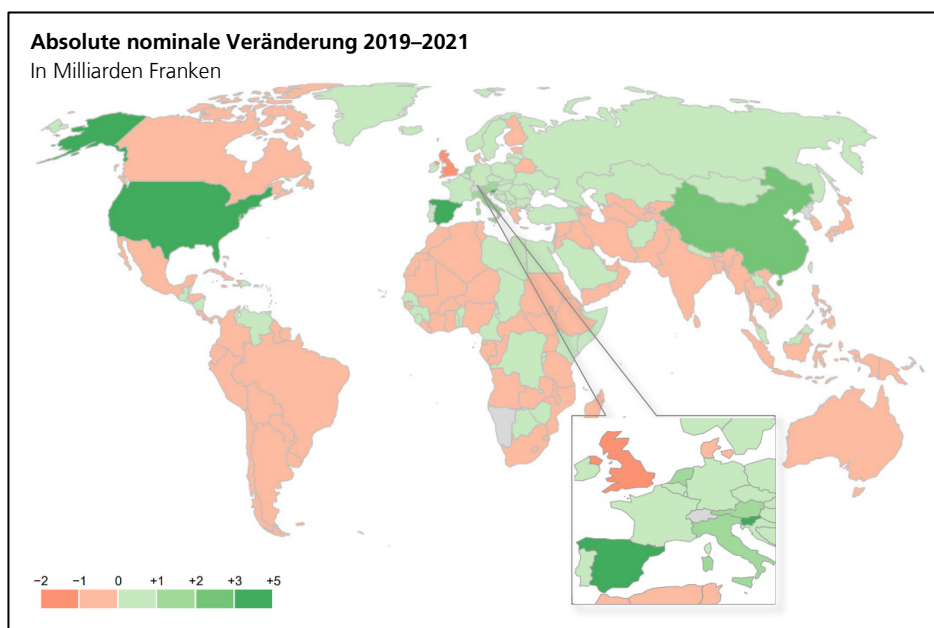 Absolute nominale Veränderung 2019–2021
In Milliarden Franken
−2 −1 0 +1 +2 +3 +5